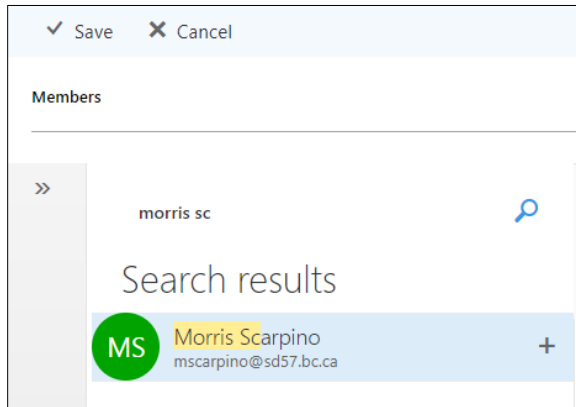 Save Cancel
Members
morris sc
Search results
MS
Morris Scarpino
mscarpino@sd57.bc.ca